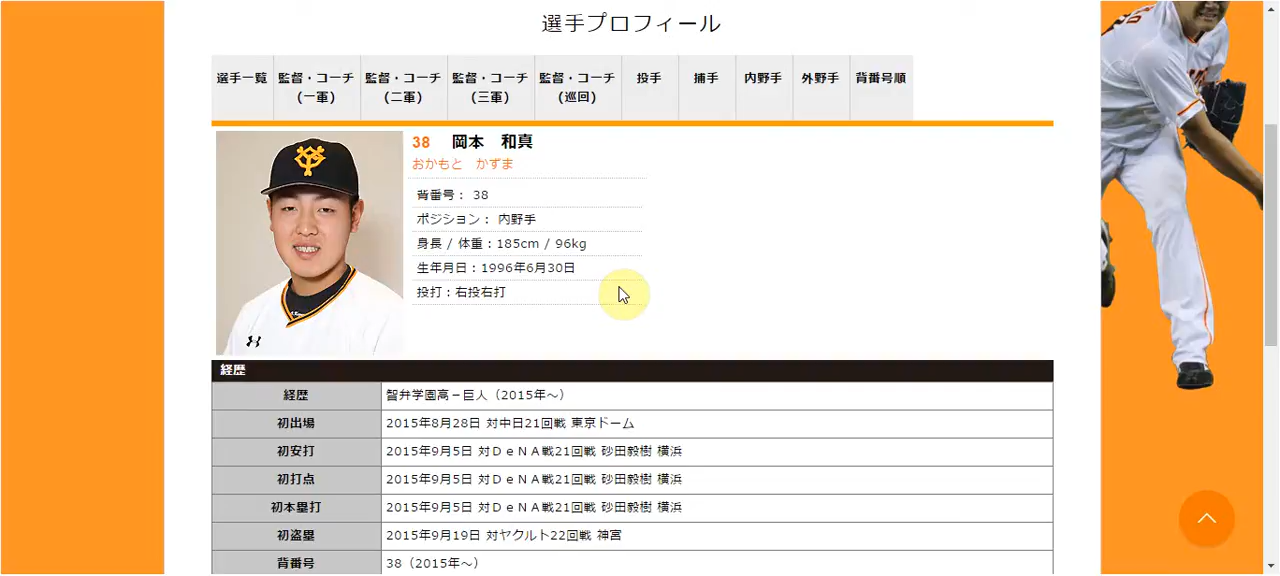 選手プロフィール
選手一覧 監督・コーチ (一軍) 監督・コーチ (二軍) 監督・コーチ (三軍) 監督・コーチ (巡回) 投手 捕手 内野手 外野手 背番号順
38 岡本 和真
おかもと かずま
背番号： 38
ポジション： 内野手
身長 / 体重：185cm / 96kg
生年月日：1996年6月30日
投打：右投右打
経歴
経歴 智弁学園高－巨人（2015年～）
初出場 2015年8月28日 対中日21回戦 東京ドーム
初安打 2015年9月5日 対ＤｅＮＡ戦21回戦 砂田毅樹 横浜
初打点 2015年9月5日 対ＤｅＮＡ戦21回戦 砂田毅樹 横浜
初本塁打 2015年9月5日 対ＤｅＮＡ戦21回戦 砂田毅樹 横浜
初盗塁 2015年9月19日 対ヤクルト22回戦 神宮
背番号 38（2015年～）